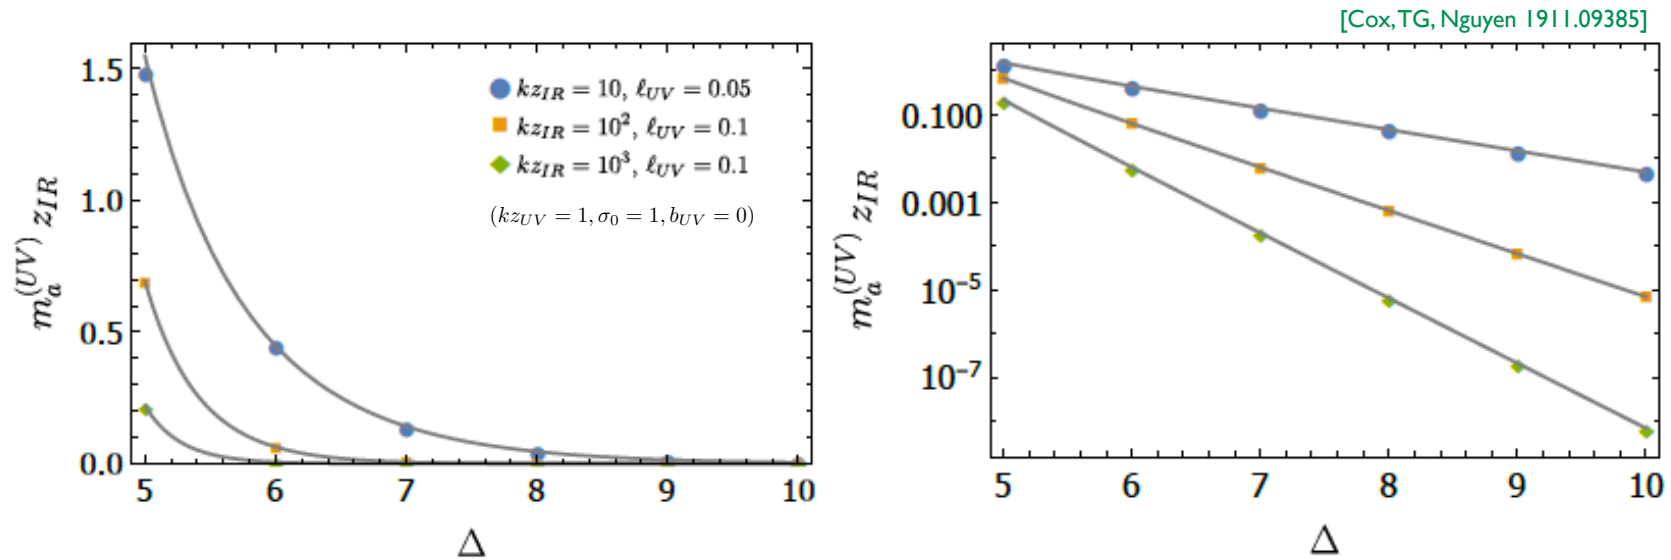 [Cox, TG, Nguyen 1911.09385]
1.5
1.0
0.5
0.0
5 6 7 8 9 10
Δ
m_a^{(UV)} z_{IR}
kz_{IR} = 10, ℓ_{UV} = 0.05
kz_{IR} = 10^2, ℓ_{UV} = 0.1
kz_{IR} = 10^3, ℓ_{UV} = 0.1
(kz_{UV} = 1, σ_0 = 1, b_{UV} = 0)
0.100
0.001
10^{-5}
10^{-7}
5 6 7 8 9 10
Δ
m_a^{(UV)} z_{IR}